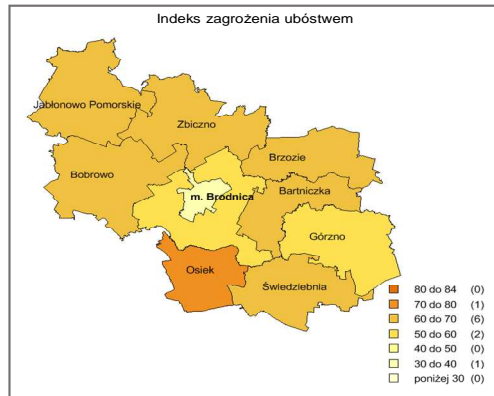 Indeks zagrożenia ubóstwem
Jabłonowo Pomorskie
Zbiczno
Brzozie
Bobrowo
Bartniczka
m. Brodnica
Górzno
Osiek
Świedziebnia
80 do 84 (0)
70 do 80 (1)
60 do 70 (6)
50 do 60 (2)
40 do 50 (0)
30 do 40 (1)
poniżej 30 (0)